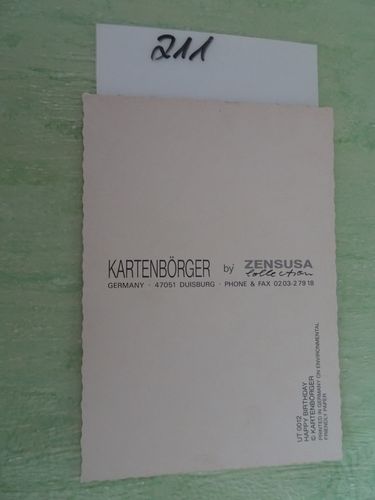 211
KARTENBÖRGER by ZENSUSA
Collection
GERMANY · 47051 DUISBURG · PHONE & FAX 0203-27918
UT 0012
HAPPY BIRTHDAY
© KARTENBÖRGER
PRINTED IN GERMANY ON ENVIRONMENTAL
FRIENDLY PAPER